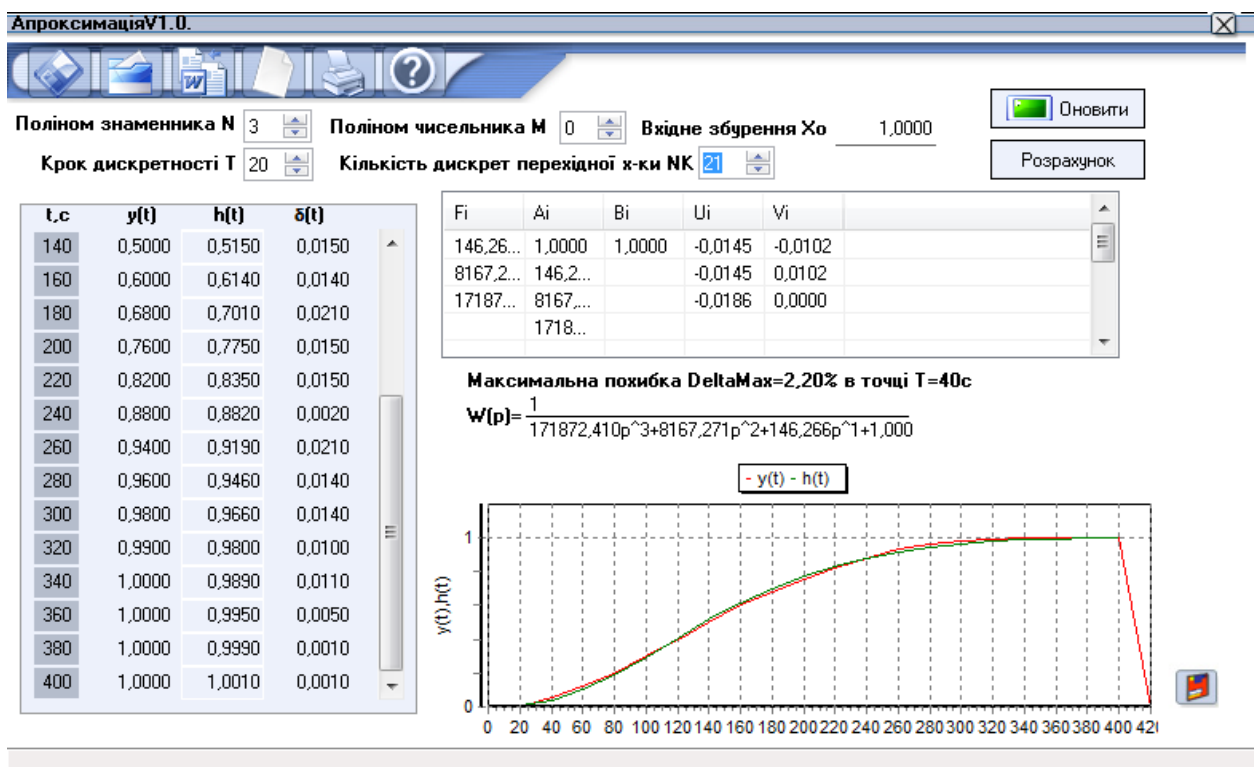 АпроксимаціяV1.0.
W
?
Поліном знаменника N 3 Поліном чисельника M 0 Вхідне збурення Xo 1,0000 Оновити
Крок дискретності T 20 Кількість дискрет перехідної х-ки NK 21 Розрахунок
t,c y(t) h(t) δ(t)
140 0,5000 0,5150 0,0150
160 0,6000 0,6140 0,0140
180 0,6800 0,7010 0,0210
200 0,7600 0,7750 0,0150
220 0,8200 0,8350 0,0150
240 0,8800 0,8820 0,0020
260 0,9400 0,9190 0,0210
280 0,9600 0,9460 0,0140
300 0,9800 0,9660 0,0140
320 0,9900 0,9800 0,0100
340 1,0000 0,9890 0,0110
360 1,0000 0,9950 0,0050
380 1,0000 0,9990 0,0010
400 1,0000 1,0010 0,0010
Fi Ai Bi Ui Vi
146,26... 1,0000 1,0000 -0,0145 -0,0102
8167,2... 146,2... -0,0145 0,0102
17187... 8167,... -0,0186 0,0000
1718...
Максимальна похибка DeltaMax=2,20% в точці T=40c
W(p)=
1
171872,410p^3+8167,271p^2+146,266p^1+1,000
- y(t) - h(t)
y(t),h(t)
1
0
0 20 40 60 80 100 120 140 160 180 200 220 240 260 280 300 320 340 360 380 400 420